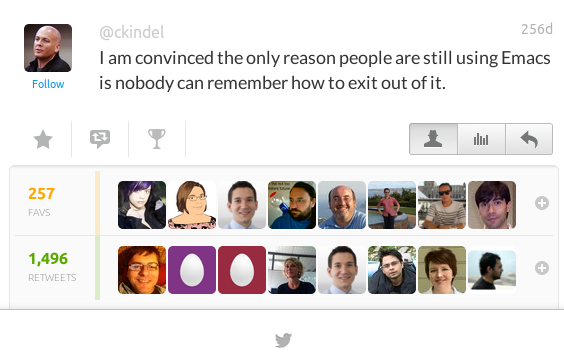 @ckindel
256d
I am convinced the only reason people are still using Emacs
is nobody can remember how to exit out of it.
Follow
257
FAVS
1,496
RETWEETS